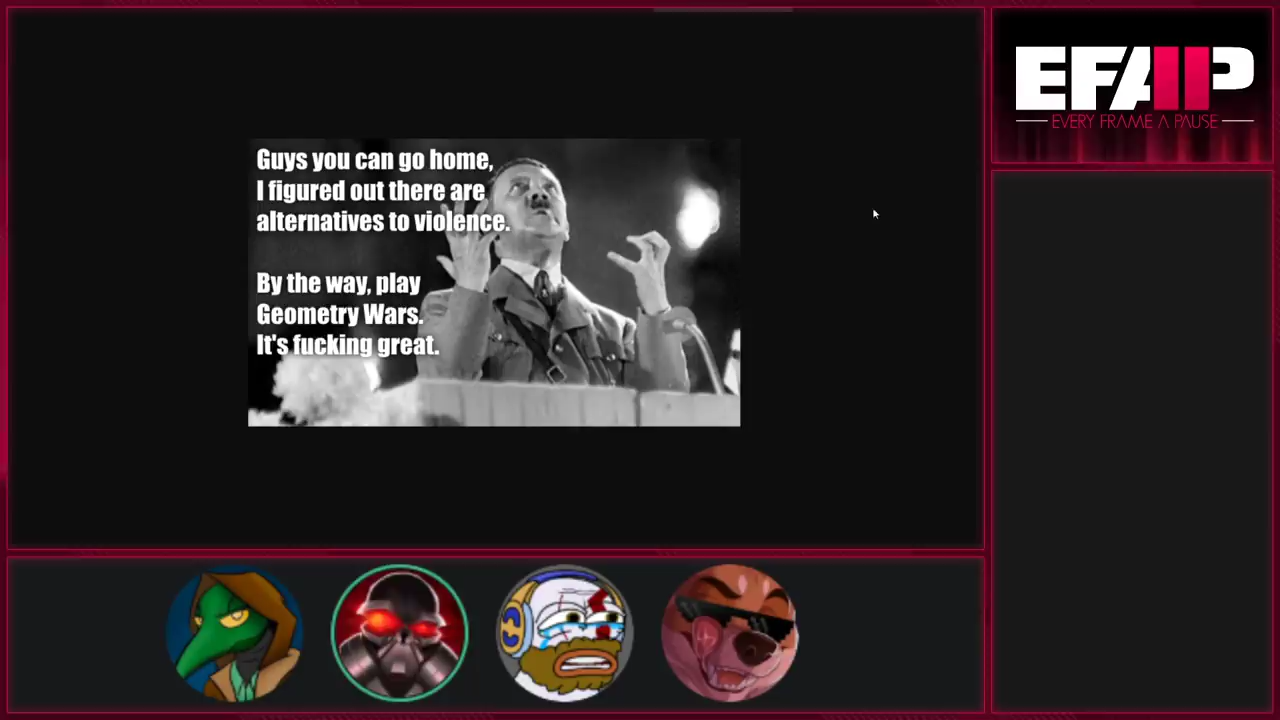 Guys you can go home,
I figured out there are
alternatives to violence.
By the way, play
Geometry Wars.
It's fucking great.
EFAP
EVERY FRAME A PAUSE